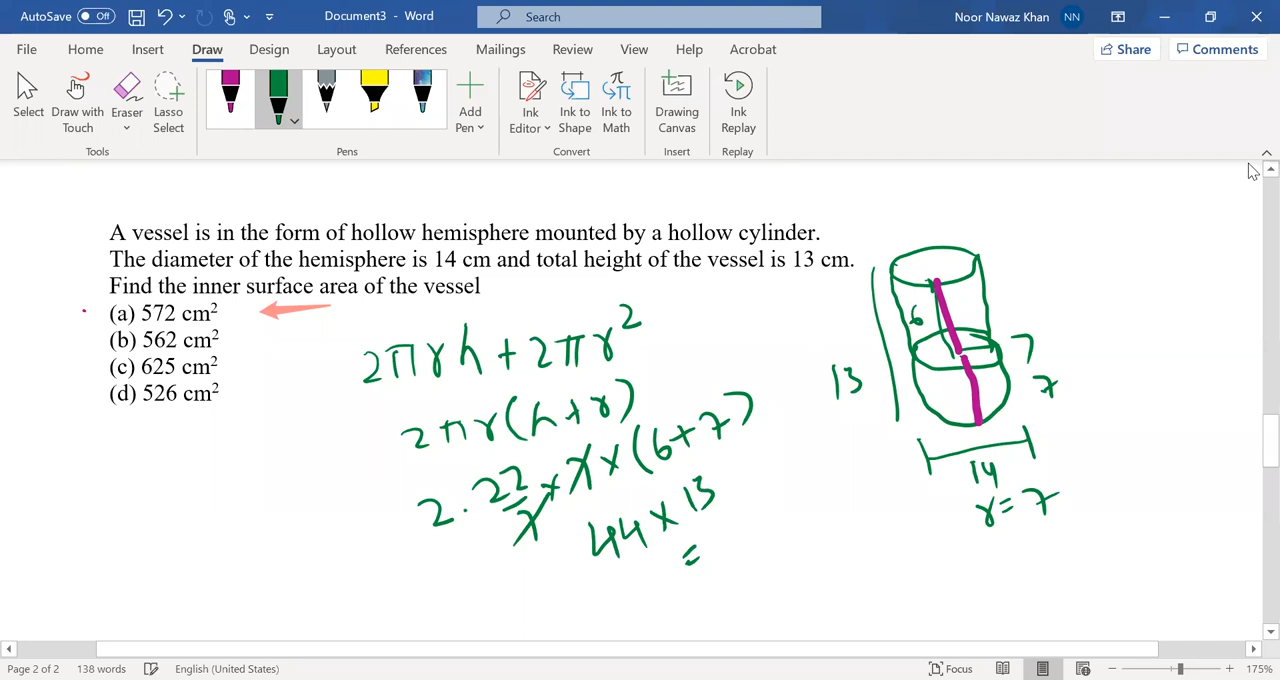 AutoSave Off Document3 - Word Search Noor Nawaz Khan NN
File Home Insert Draw Design Layout References Mailings Review View Help Acrobat Share Comments
Select Draw with Touch Eraser Lasso Select Add Pen Ink Editor Ink to Shape Ink to Math Drawing Canvas Ink Replay
Tools Pens Convert Insert Replay
A vessel is in the form of hollow hemisphere mounted by a hollow cylinder.
The diameter of the hemisphere is 14 cm and total height of the vessel is 13 cm.
Find the inner surface area of the vessel
(a) 572 cm²
(b) 562 cm²
(c) 625 cm²
(d) 526 cm²
2πrh + 2πr²
2πr(h+r)
2 · 22/7 × 7 × (6+7)
44 × 13
=
6
7
13
7
14
r = 7
Page 2 of 2 138 words English (United States) Focus 175%